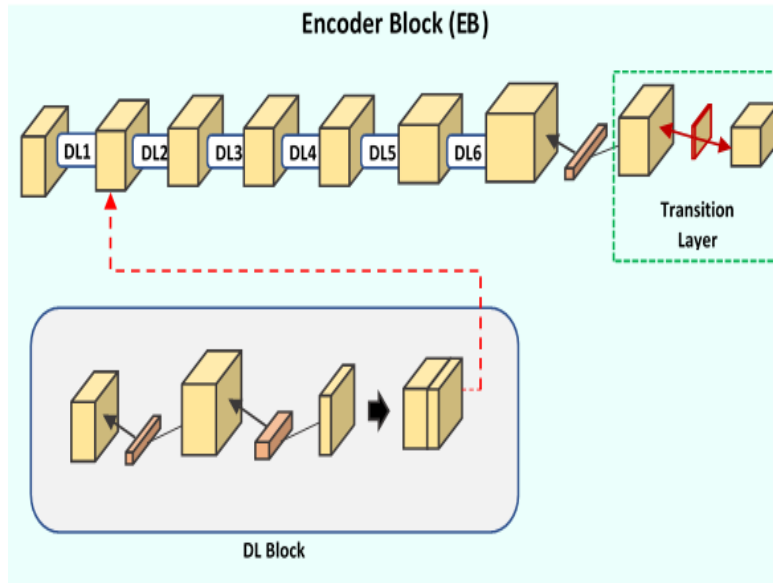 Encoder Block (EB)
DL1 DL2 DL3 DL4 DL5 DL6
Transition
Layer
DL Block